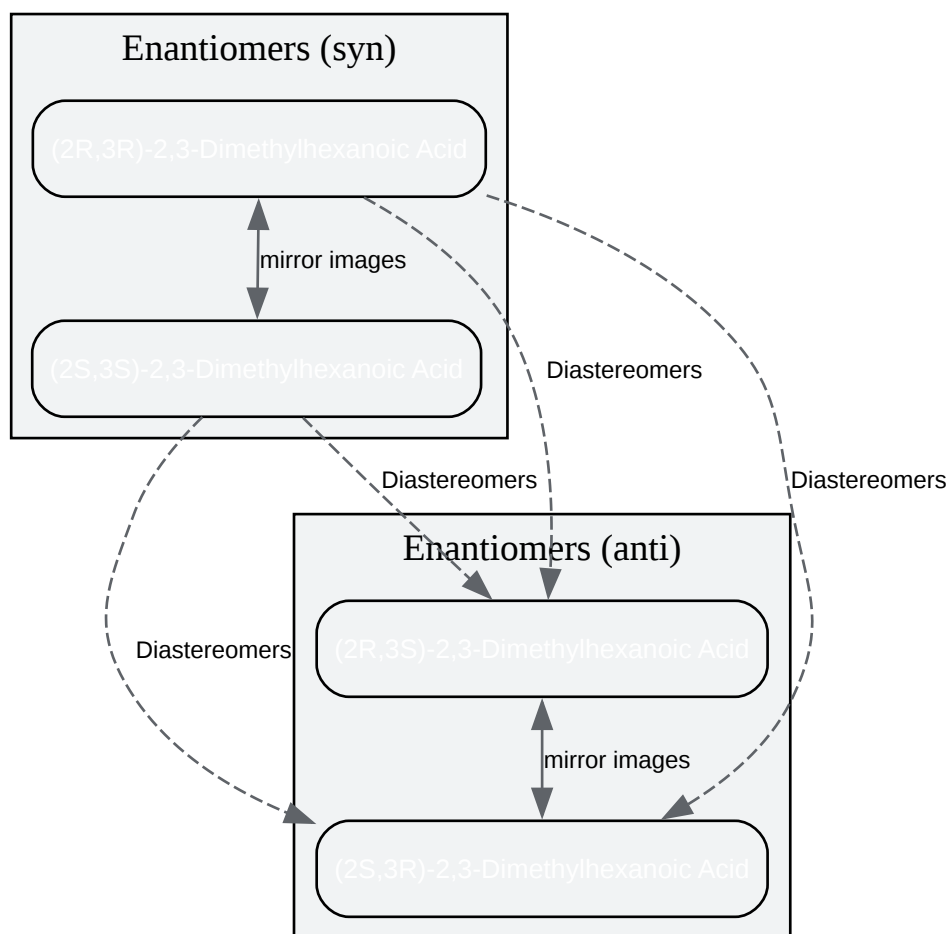 Enantiomers (syn)
(2R,3R)-2,3-Dimethylhexanoic Acid
mirror images
(2S,3S)-2,3-Dimethylhexanoic Acid
Diastereomers
Diastereomers
Diastereomers
Enantiomers (anti)
(2R,3S)-2,3-Dimethylhexanoic Acid
Diastereomers
mirror images
(2S,3R)-2,3-Dimethylhexanoic Acid